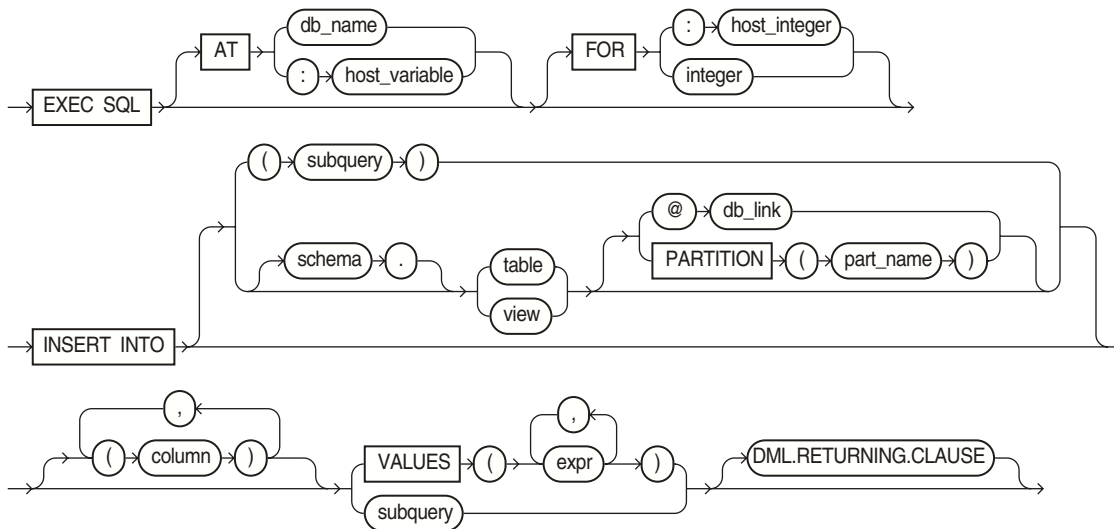 AT db_name FOR : host_integer
: host_variable integer
EXEC SQL
( subquery )
@ db_link
schema . table PARTITION ( part_name )
view
INSERT INTO
, ,
( column ) VALUES ( expr ) DML.RETURNING.CLAUSE
subquery